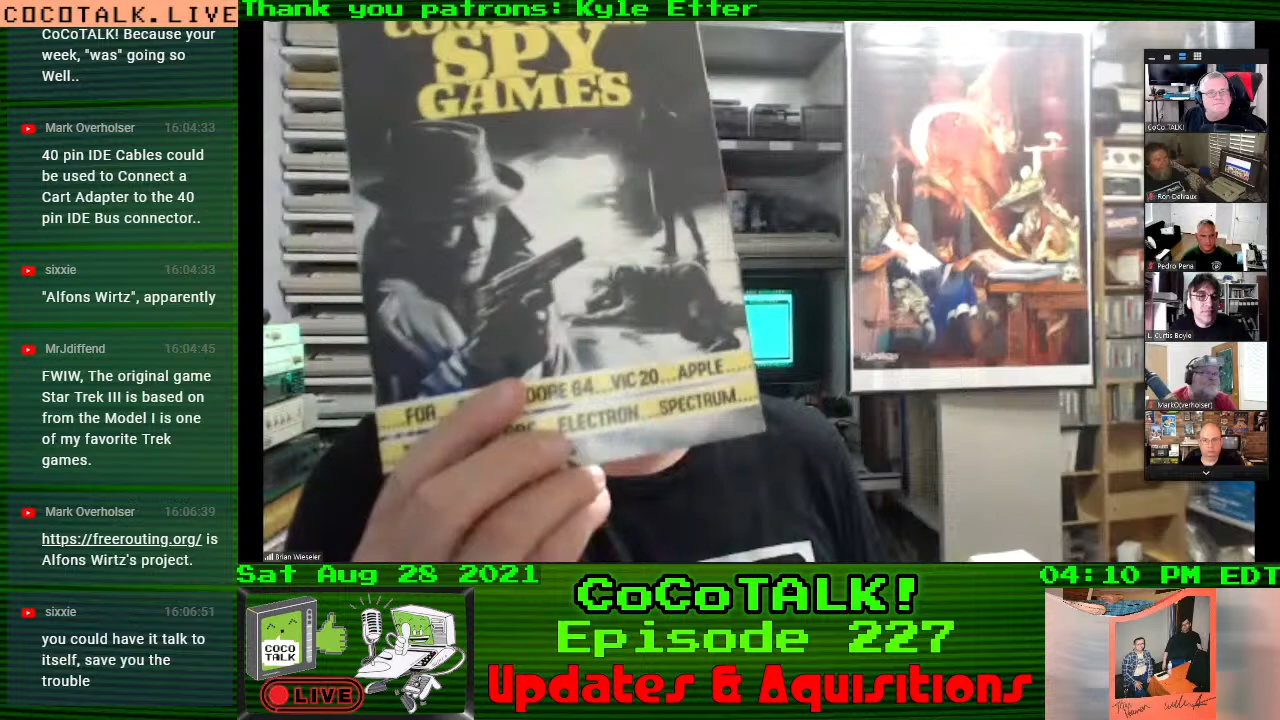 COCOTALK.LIVE
Thank you patrons: Kyle Etter
CoCoTALK! Because your
week, "was" going so
Well..
Mark Overholser 16:04:33
40 pin IDE Cables could
be used to Connect a
Cart Adapter to the 40
pin IDE Bus connector..
sixxie 16:04:33
"Alfons Wirtz", apparently
MrJdiffend 16:04:45
FWIW, The original game
Star Trek III is based on
from the Model I is one
of my favorite Trek
games.
Mark Overholser 16:06:39
https://freerouting.org/ is
Alfons Wirtz's project.
sixxie 16:06:51
you could have it talk to
itself, save you the
trouble
SPY
GAMES
...FOR
64...VIC 20...APPLE.....
ELECTRON...SPECTRUM....
Brian Wieseler
CoCo TALK!
Ron Delvaux
Pedro Pena
L. Curtis Boyle
MarkO(verholser)
Sat Aug 28 2021
04:10 PM EDT
COCO
TALK
LIVE
CoCoTALK!
Episode 227
Updates & Aquisitions